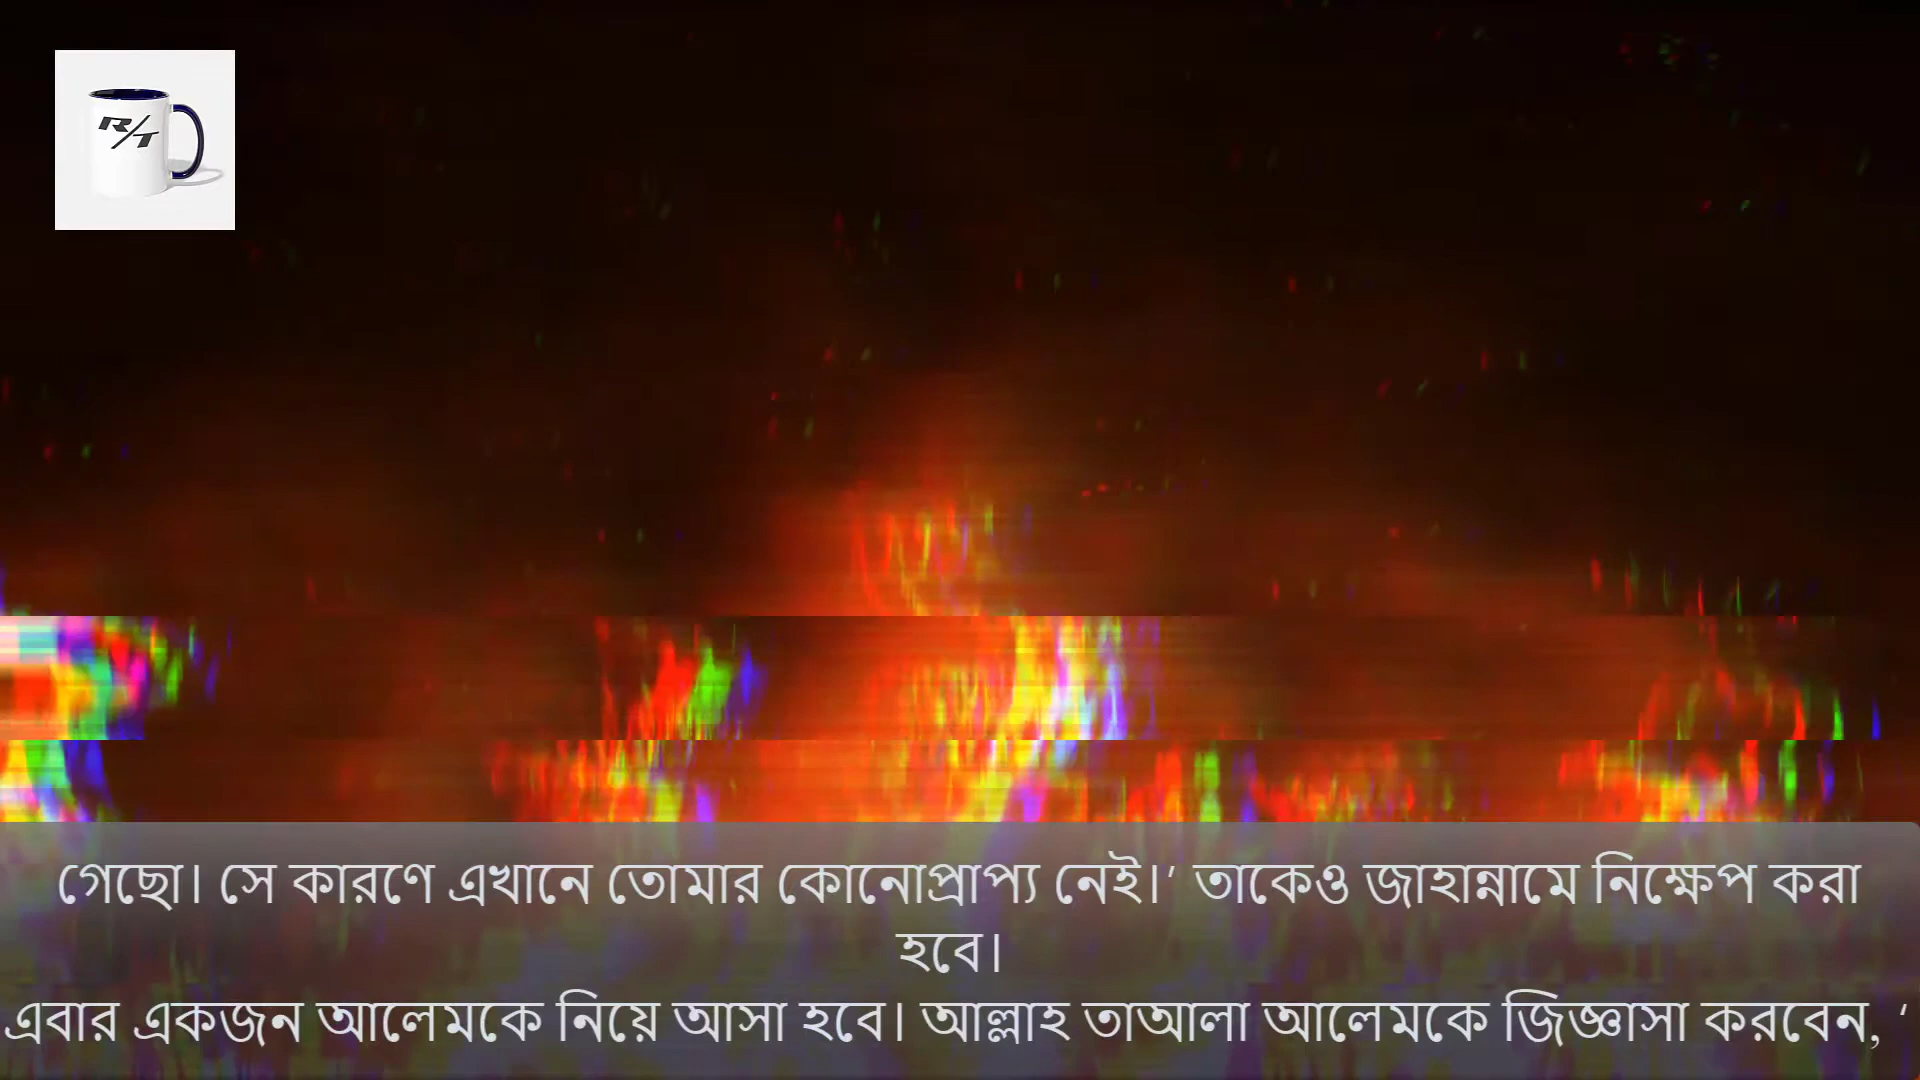 R/T
গেছো। সে কারণে এখানে তোমার কোনোপ্রাপ্য নেই।’ তাকেও জাহান্নামে নিক্ষেপ করা
হবে।
এবার একজন আলেমকে নিয়ে আসা হবে। আল্লাহ তাআলা আলেমকে জিজ্ঞাসা করবেন, ‘